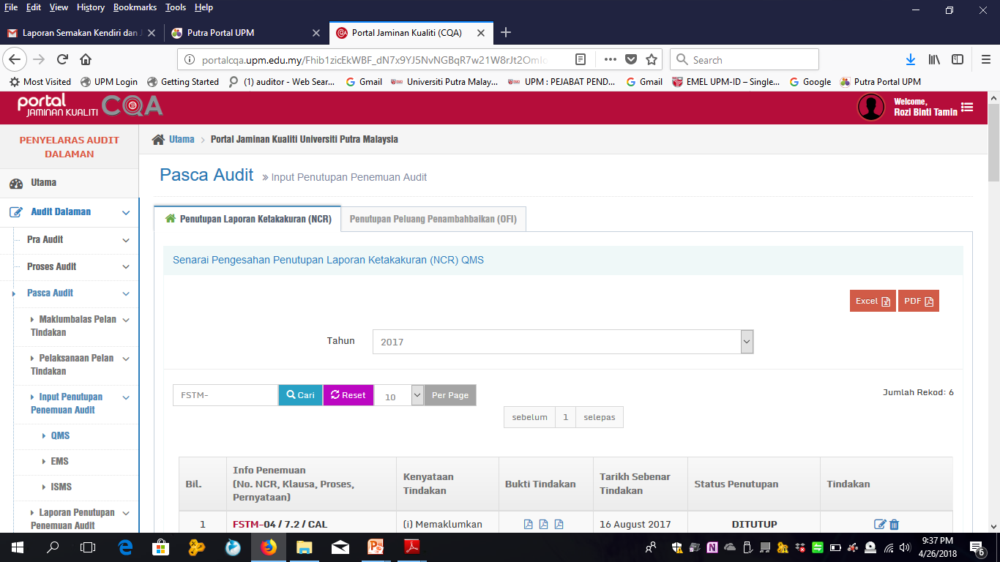 File Edit View History Bookmarks Tools Help
Laporan Semakan Kendiri dan
Putra Portal UPM
Portal Jaminan Kualiti (CQA)
portalcqa.upm.edu.my/Fhib1zicEkWBF_dN7x9YJ5NvNGBqR7w21W8rJt2OmIc
Search
Most Visited UPM Login Getting Started (1) auditor - Web Sear... Gmail Universiti Putra Malay... UPM : PEJABAT PEND... Gmail EMEL UPM-ID – Single... Google Putra Portal UPM
portal
JAMINAN KUALITI CQA
Welcome,
Rozi Binti Tamin
PENYELARAS AUDIT
DALAMAN
Utama
Audit Dalaman
Pra Audit
Proses Audit
Pasca Audit
Maklumbalas Pelan
Tindakan
Pelaksanaan Pelan
Tindakan
Input Penutupan
Penemuan Audit
QMS
EMS
ISMS
Laporan Penutupan
Penemuan Audit
Utama > Portal Jaminan Kualiti Universiti Putra Malaysia
Pasca Audit » Input Penutupan Penemuan Audit
Penutupan Laporan Ketakakuran (NCR)
Penutupan Peluang Penambahbaikan (OFI)
Senarai Pengesahan Penutupan Laporan Ketakakuran (NCR) QMS
Excel PDF
Tahun 2017
FSTM- Cari Reset 10 Per Page
Jumlah Rekod: 6
sebelum 1 selepas
Bil.
Info Penemuan
(No. NCR, Klausa, Proses,
Pernyataan)
Kenyataan
Tindakan
Bukti Tindakan
Tarikh Sebenar
Tindakan
Status Penutupan
Tindakan
1 FSTM-04 / 7.2 / CAL (i) Memaklumkan 16 August 2017 DITUTUP
9:37 PM
4/26/2018
6